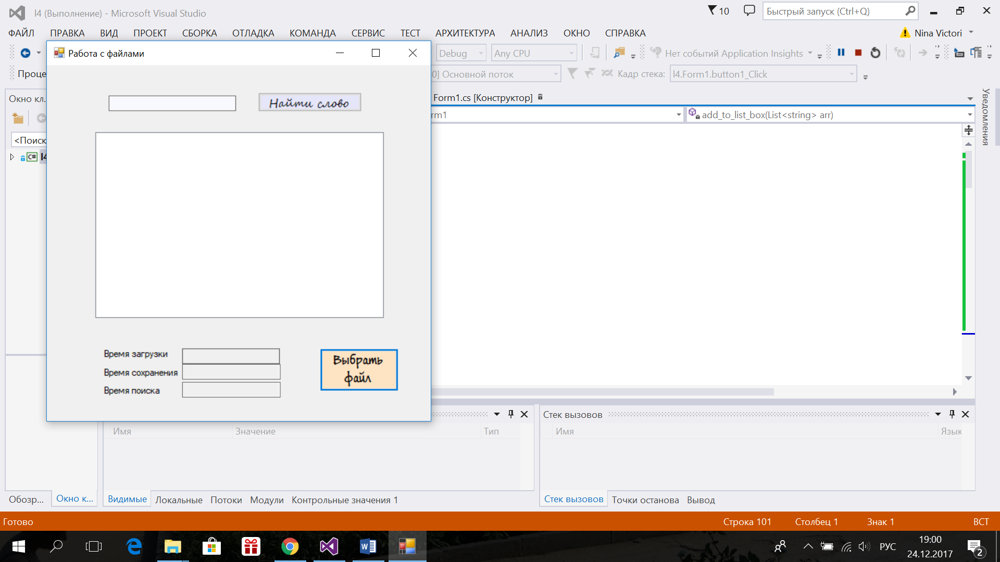 l4 (Выполнение) - Microsoft Visual Studio
10
Быстрый запуск (Ctrl+Q)
ФАЙЛ ПРАВКА ВИД ПРОЕКТ СБОРКА ОТЛАДКА КОМАНДА СЕРВИС ТЕСТ АРХИТЕКТУРА АНАЛИЗ ОКНО СПРАВКА
Nina Victori
Работа с файлами
Debug
Any CPU
Нет событий Application Insights
Проце
0] Основной поток
Кадр стека:
l4.Form1.button1_Click
Окно кл.
Form1.cs [Конструктор]
Уведомления
Найти слово
rm1
add_to_list_box(List<string> arr)
<Поиск
C#
l4
Время загрузки
Время сохранения
Время поиска
Выбрать
файл
Стек вызовов
Имя
Значение
Тип
Имя
Язык
Обозр...
Окно к...
Видимые
Локальные
Потоки
Модули
Контрольные значения 1
Стек вызовов
Точки останова
Вывод
Готово
Строка 101
Столбец 1
Знак 1
ВСТ
РУС
19:00
24.12.2017
2